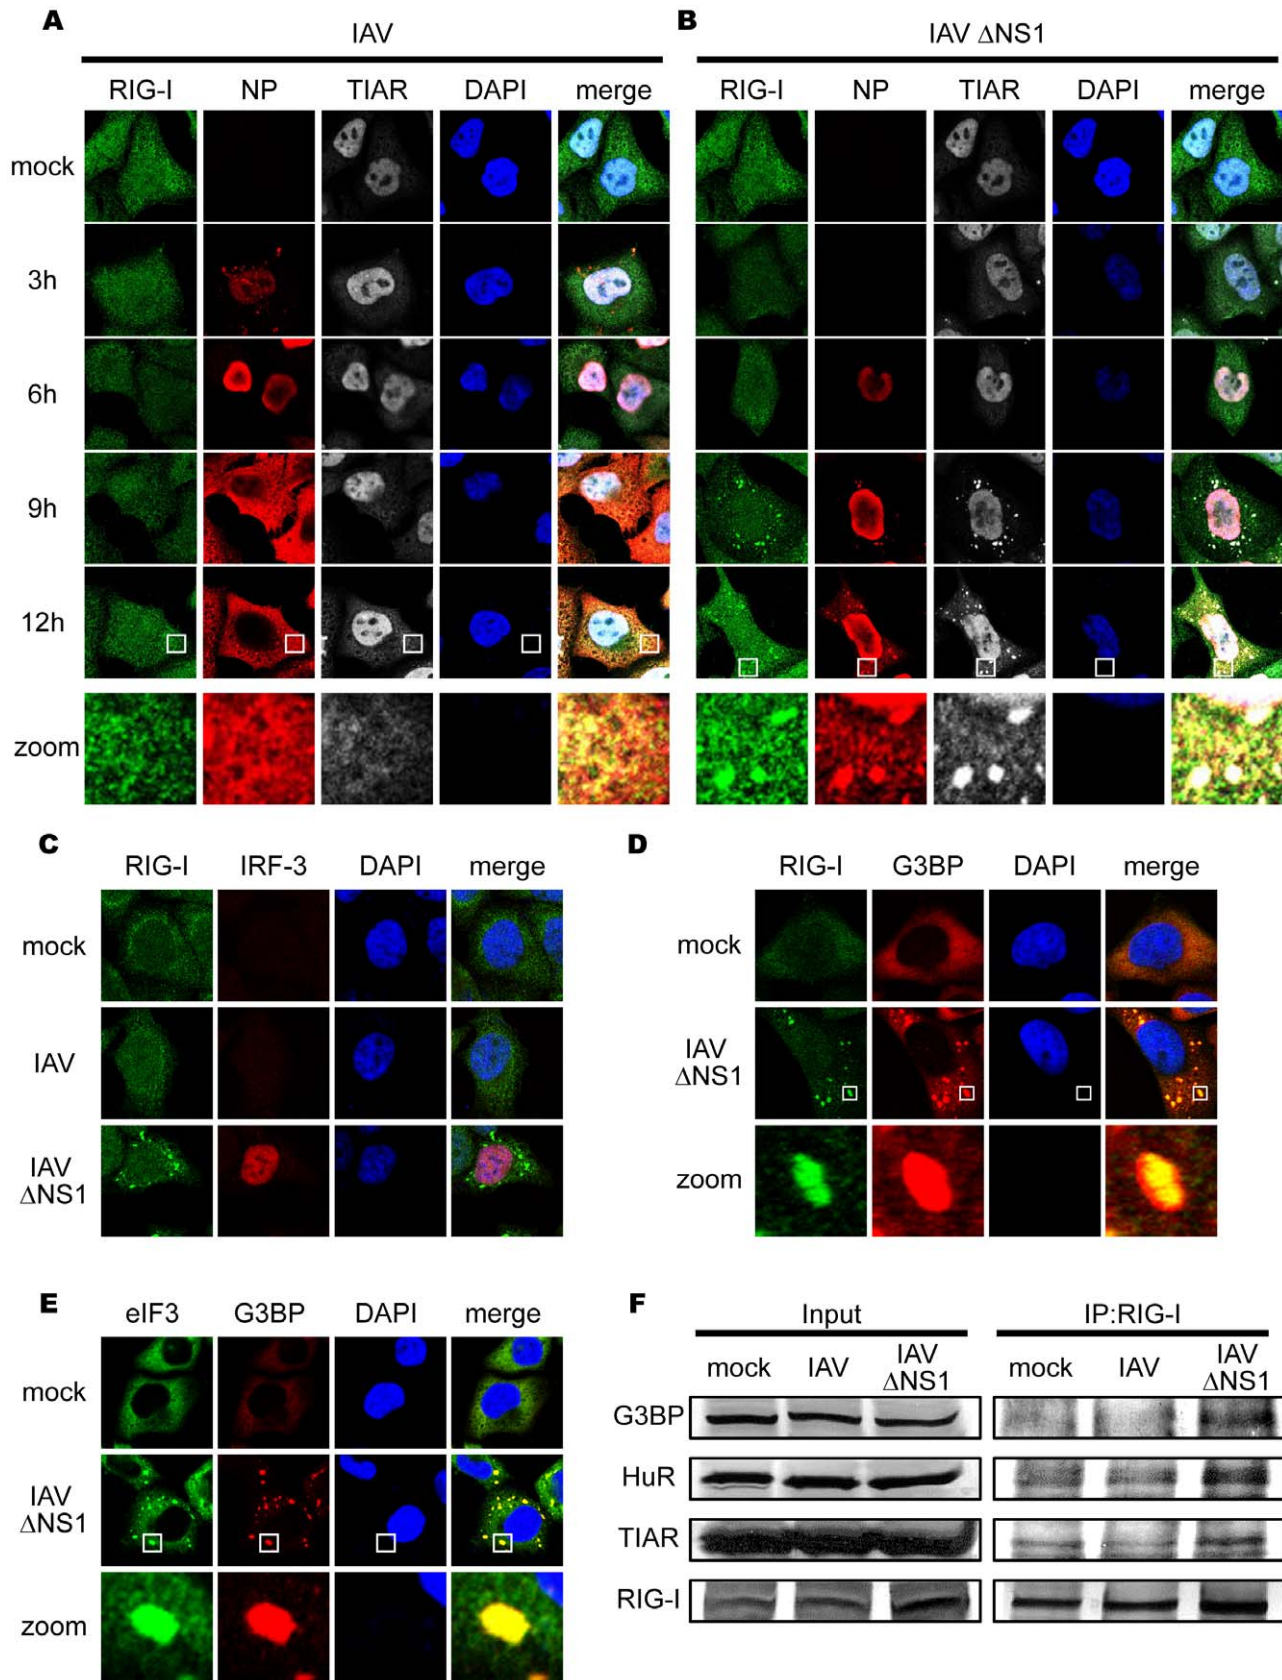 A
IAV
RIG-I NP TIAR DAPI merge
mock
3h
6h
9h
12h
zoom
B
IAV ΔNS1
RIG-I NP TIAR DAPI merge
C
RIG-I IRF-3 DAPI merge
mock
IAV
IAV
ΔNS1
D
RIG-I G3BP DAPI merge
mock
IAV
ΔNS1
zoom
E
eIF3 G3BP DAPI merge
mock
IAV
ΔNS1
zoom
F
Input IP:RIG-I
mock IAV IAV ΔNS1 mock IAV IAV ΔNS1
G3BP
HuR
TIAR
RIG-I